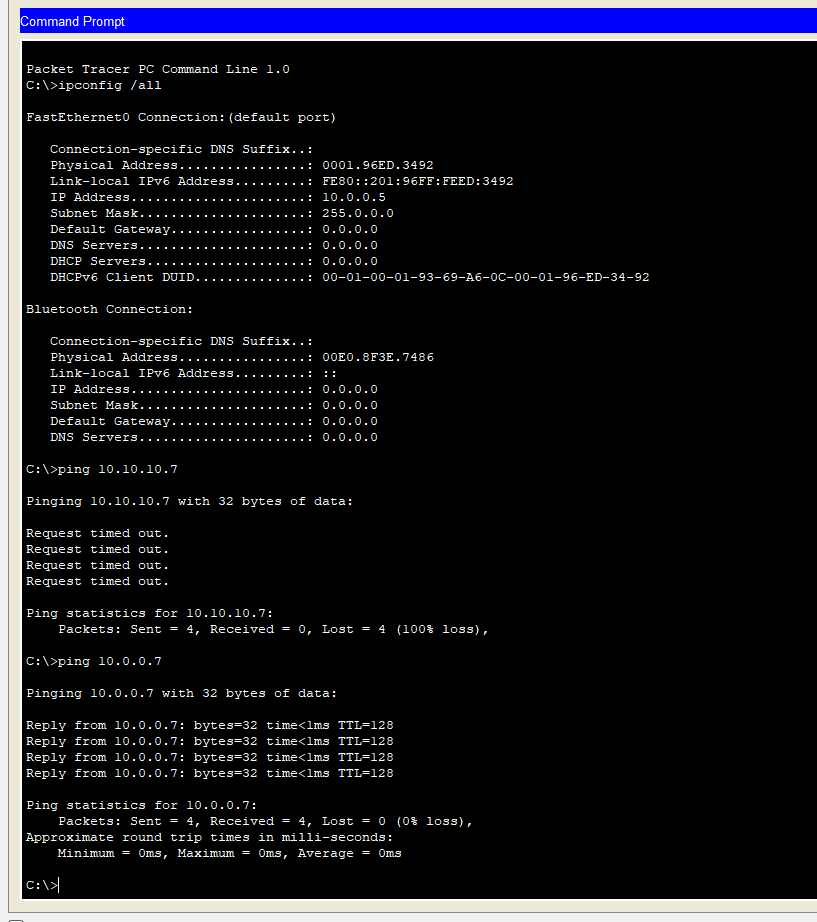 Command Prompt
Packet Tracer PC Command Line 1.0
C:\>ipconfig /all
FastEthernet0 Connection:(default port)
Connection-specific DNS Suffix..:
Physical Address................: 0001.96ED.3492
Link-local IPv6 Address.........: FE80::201:96FF:FEED:3492
IP Address......................: 10.0.0.5
Subnet Mask.....................: 255.0.0.0
Default Gateway.................: 0.0.0.0
DNS Servers.....................: 0.0.0.0
DHCP Servers....................: 0.0.0.0
DHCPv6 Client DUID..............: 00-01-00-01-93-69-A6-0C-00-01-96-ED-34-92
Bluetooth Connection:
Connection-specific DNS Suffix..:
Physical Address................: 00E0.8F3E.7486
Link-local IPv6 Address.........: ::
IP Address......................: 0.0.0.0
Subnet Mask.....................: 0.0.0.0
Default Gateway.................: 0.0.0.0
DNS Servers.....................: 0.0.0.0
C:\>ping 10.10.10.7
Pinging 10.10.10.7 with 32 bytes of data:
Request timed out.
Request timed out.
Request timed out.
Request timed out.
Ping statistics for 10.10.10.7:
Packets: Sent = 4, Received = 0, Lost = 4 (100% loss),
C:\>ping 10.0.0.7
Pinging 10.0.0.7 with 32 bytes of data:
Reply from 10.0.0.7: bytes=32 time<1ms TTL=128
Reply from 10.0.0.7: bytes=32 time<1ms TTL=128
Reply from 10.0.0.7: bytes=32 time<1ms TTL=128
Reply from 10.0.0.7: bytes=32 time<1ms TTL=128
Ping statistics for 10.0.0.7:
Packets: Sent = 4, Received = 4, Lost = 0 (0% loss),
Approximate round trip times in milli-seconds:
Minimum = 0ms, Maximum = 0ms, Average = 0ms
C:\>